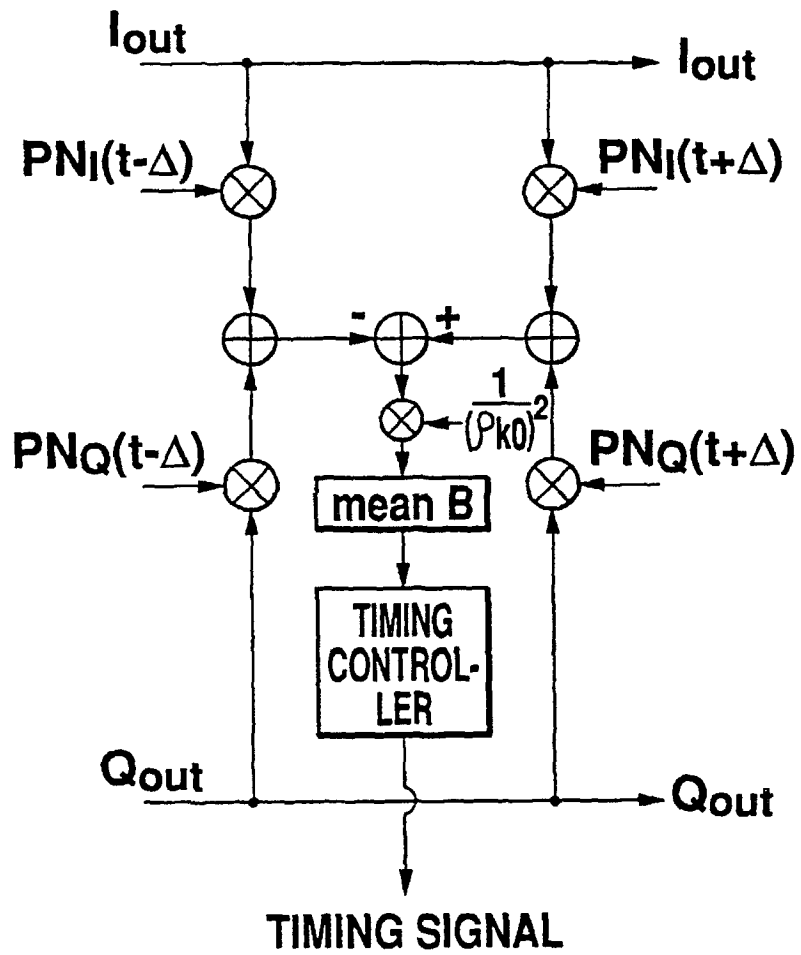 Iout
Iout
PNI(t-Δ)
PNI(t+Δ)
- +
1
(ρk0)2
PNQ(t-Δ)
PNQ(t+Δ)
mean B
TIMING
CONTROL-
LER
Qout
Qout
TIMING SIGNAL